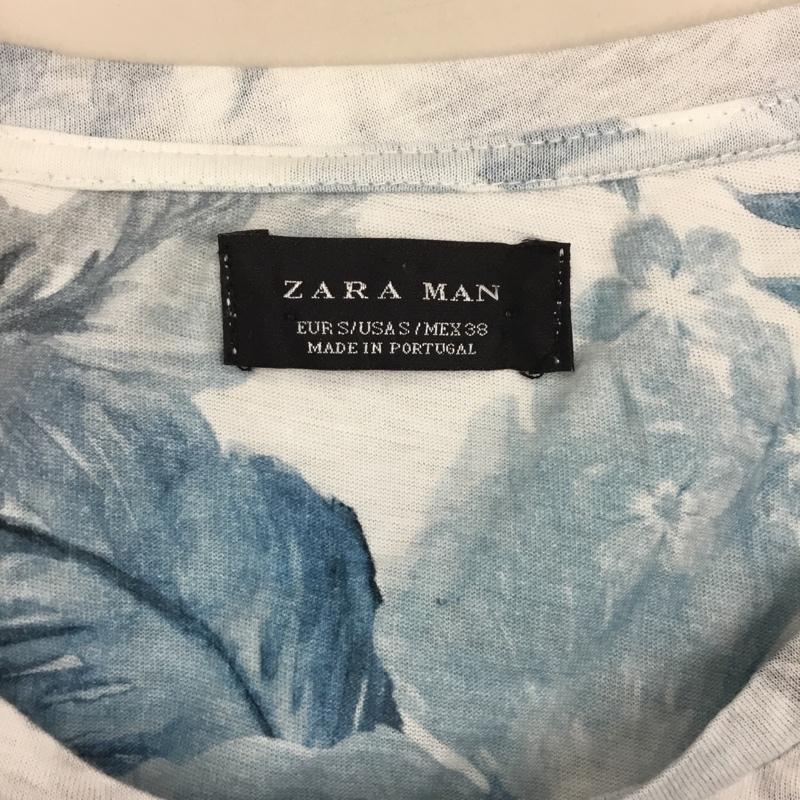 ZARA MAN
EUR S/USA S/MEX 38
MADE IN PORTUGAL